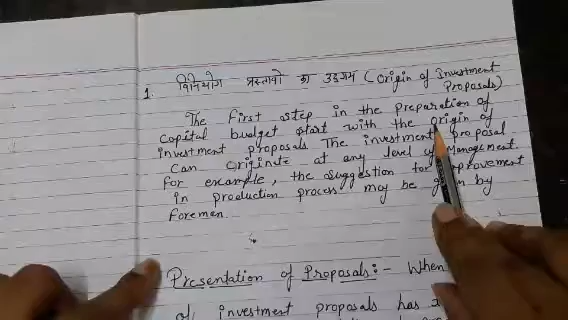 1. विनियोग प्रस्तावो का उद्गम (Origin of Investment
Proposals)
The first step in the preparation of
capital budget start with the origin of
investment proposals The investment proposal
can originate at any level of Management
for example, the suggestion for improvement
in production process may be given by
foremen
Presentation of Proposals:- When
of investment proposals has